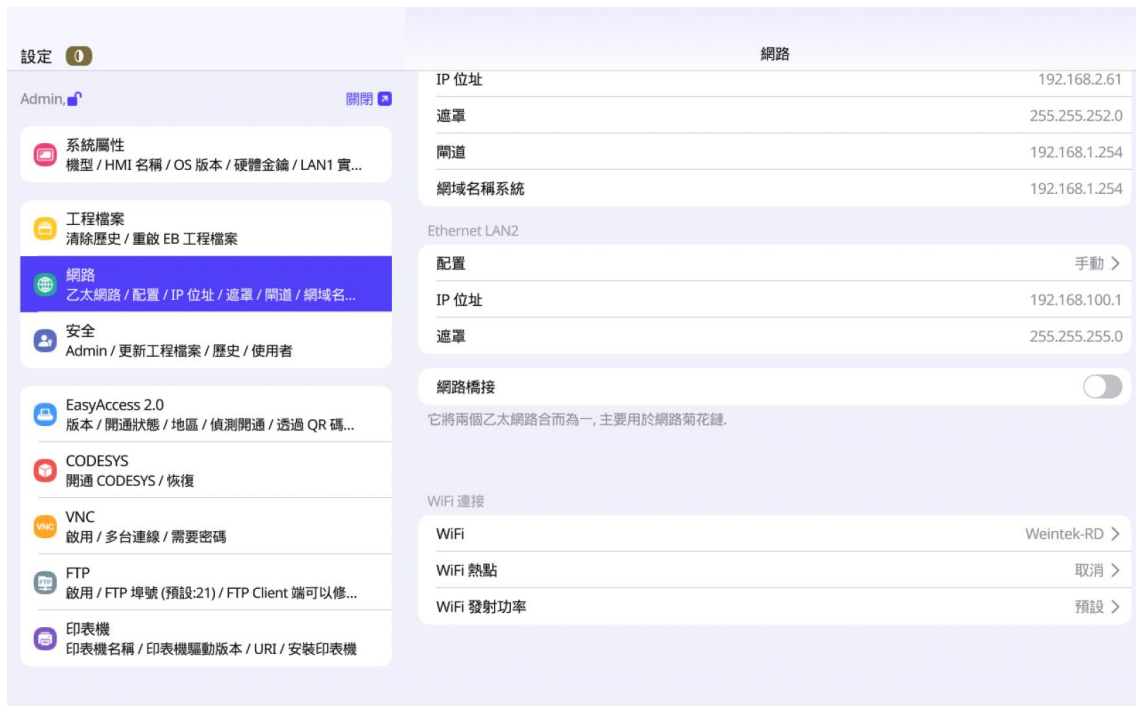 設定
網路
Admin,
關閉
系統屬性
機型 / HMI 名稱 / OS 版本 / 硬體金鑰 / LAN1 實...
工程檔案
清除歷史 / 重啟 EB 工程檔案
網路
乙太網路 / 配置 / IP 位址 / 遮罩 / 閘道 / 網域名...
安全
Admin / 更新工程檔案 / 歷史 / 使用者
EasyAccess 2.0
版本 / 開通狀態 / 地區 / 偵測開通 / 透過 QR 碼...
CODESYS
開通 CODESYS / 恢復
VNC
VNC
啟用 / 多台連線 / 需要密碼
FTP
FTP
啟用 / FTP 埠號 (預設:21) / FTP Client 端可以修...
印表機
印表機名稱 / 印表機驅動版本 / URI / 安裝印表機
IP 位址 192.168.2.61
遮罩 255.255.252.0
閘道 192.168.1.254
網域名稱系統 192.168.1.254
Ethernet LAN2
配置 手動
IP 位址 192.168.100.1
遮罩 255.255.255.0
網路橋接
它將兩個乙太網路合而為一, 主要用於網路菊花鏈.
WiFi 連接
WiFi Weintek-RD
WiFi 熱點 取消
WiFi 發射功率 預設